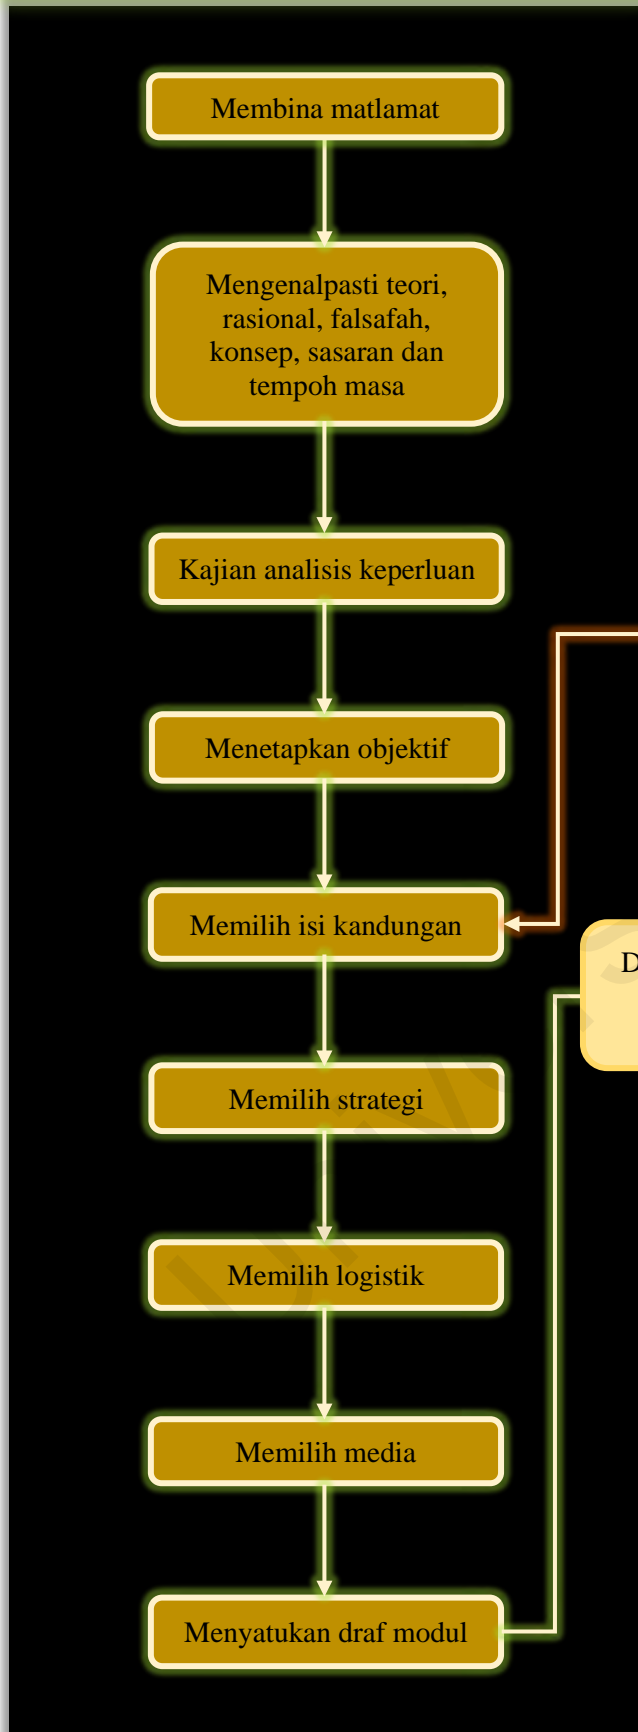 Membina matlamat
Mengenalpasti teori,
rasional, falsafah,
konsep, sasaran dan
tempoh masa
Kajian analisis keperluan
Menetapkan objektif
Memilih isi kandungan
D
Memilih strategi
Memilih logistik
Memilih media
Menyatukan draf modul